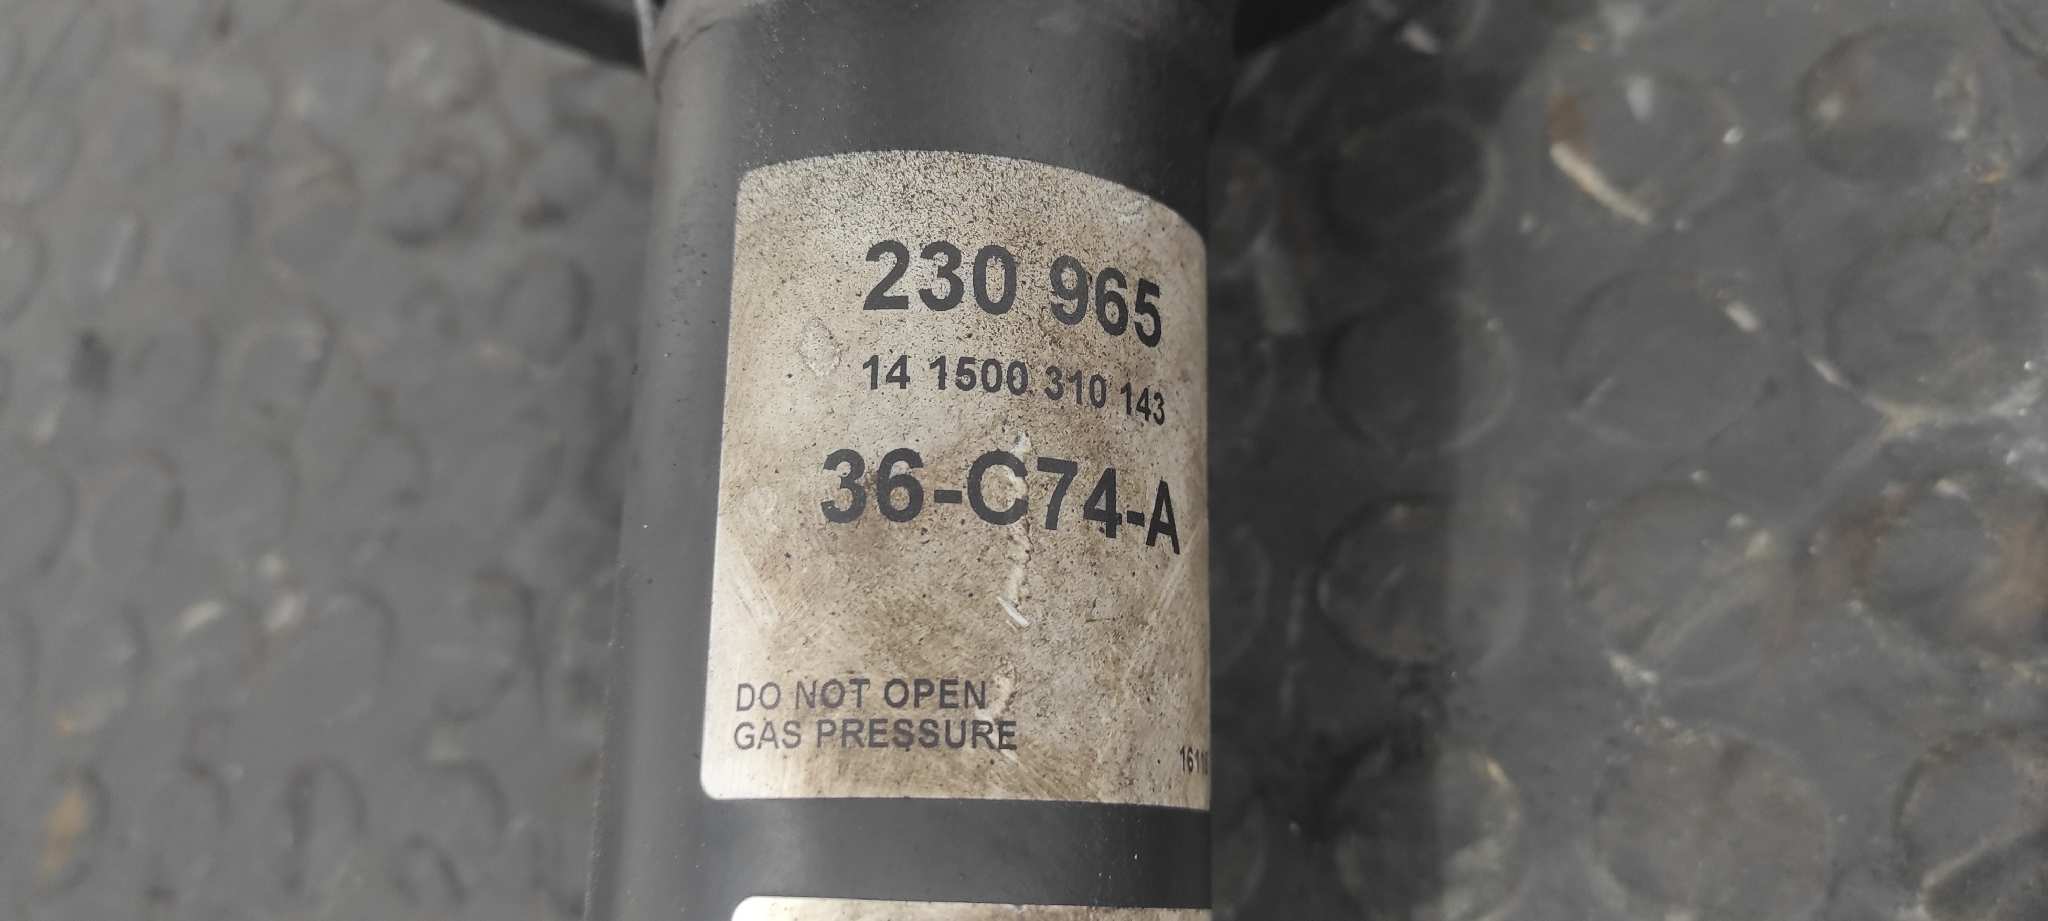 230 965
14 1500 310 143
36-C74-A
DO NOT OPEN
GAS PRESSURE